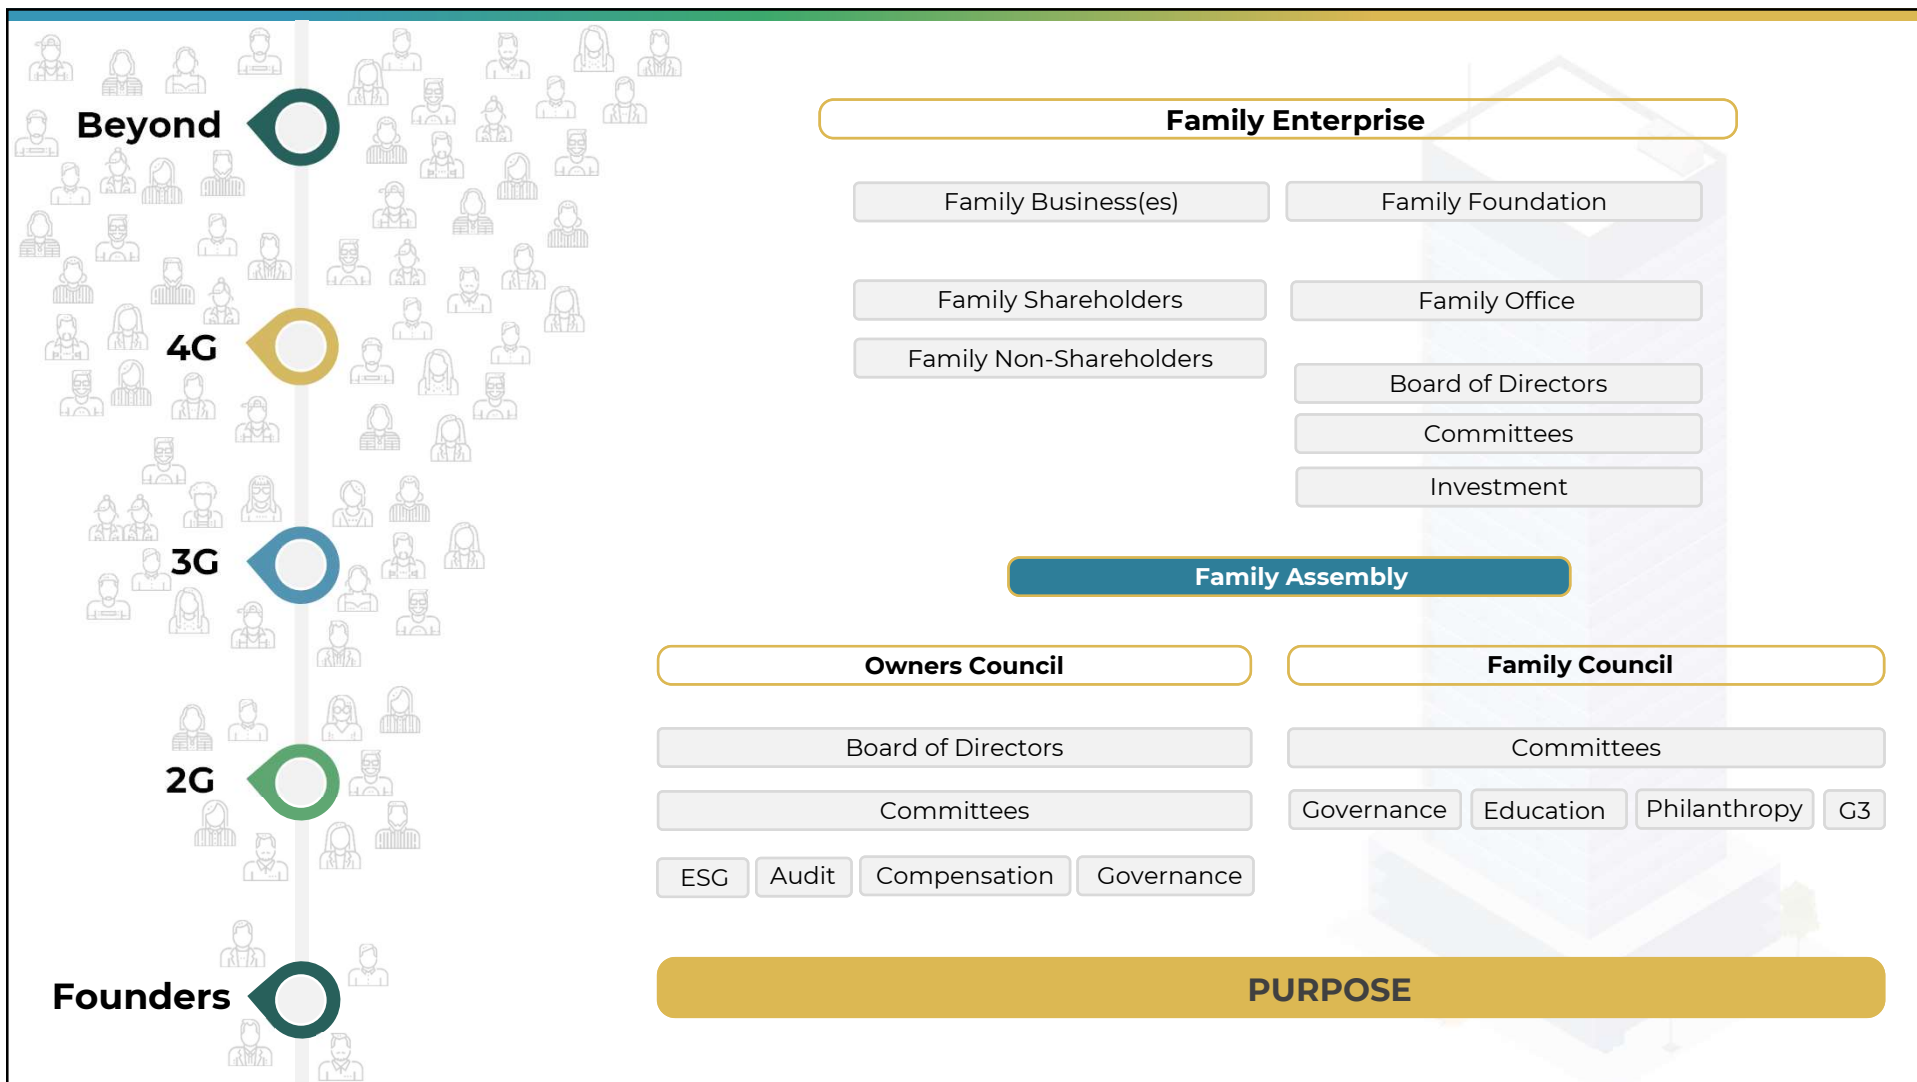 Beyond
4G
3G
2G
Founders
Family Enterprise
Family Business(es)
Family Foundation
Family Shareholders
Family Office
Family Non-Shareholders
Board of Directors
Committees
Investment
Family Assembly
Owners Council
Family Council
Board of Directors
Committees
Committees
Governance
Education
Philanthropy
G3
ESG
Audit
Compensation
Governance
PURPOSE